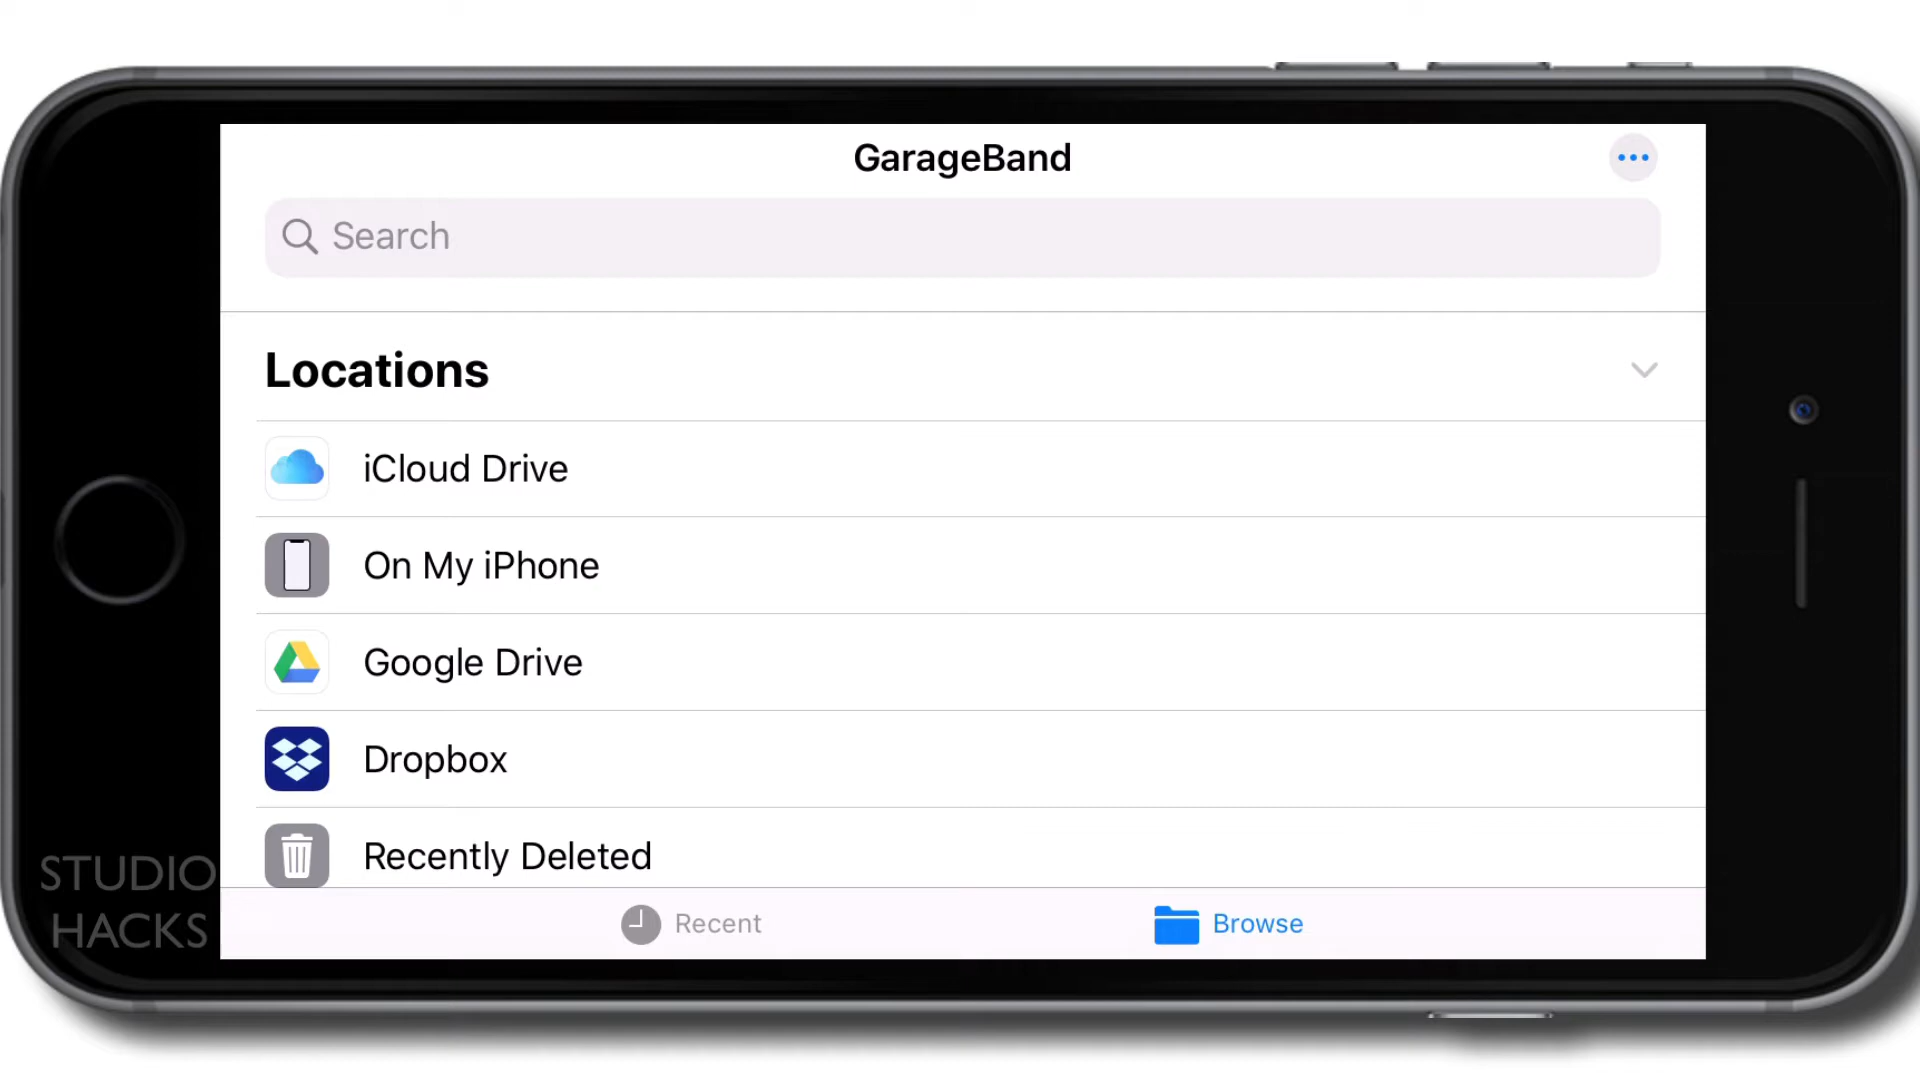 GarageBand
Search
Locations
iCloud Drive
On My iPhone
Google Drive
Dropbox
Recently Deleted
Recent
Browse
STUDIO
HACKS